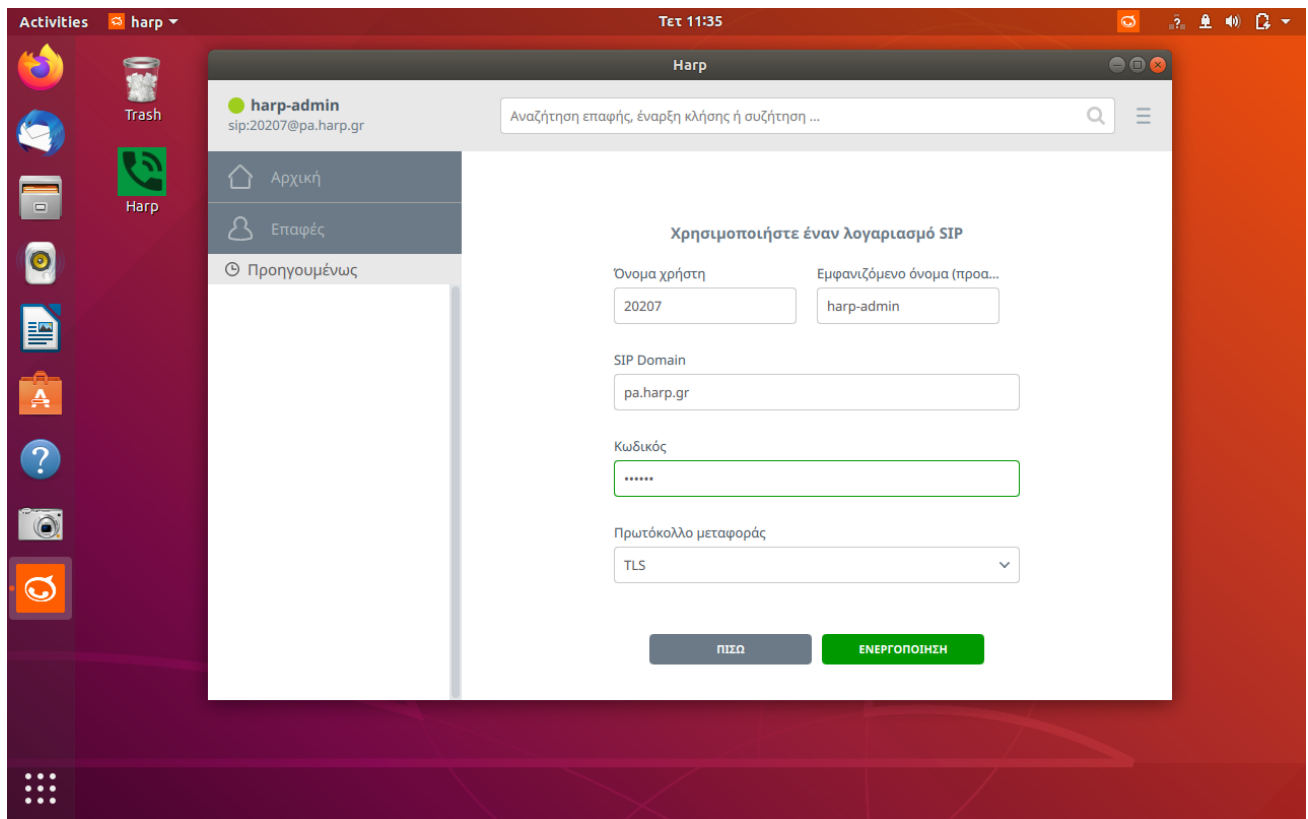 Activities harp Τετ 11:35
Harp
Trash
Harp
harp-admin
sip:20207@pa.harp.gr
Αναζήτηση επαφής, έναρξη κλήσης ή συζήτηση ...
Αρχική
Επαφές
Προηγουμένως
Χρησιμοποιήστε έναν λογαριασμό SIP
Όνομα χρήστη Εμφανιζόμενο όνομα (προα...
20207 harp-admin
SIP Domain
pa.harp.gr
Κωδικός
••••••
Πρωτόκολλο μεταφοράς
TLS
ΠΙΣΩ ΕΝΕΡΓΟΠΟΙΗΣΗ